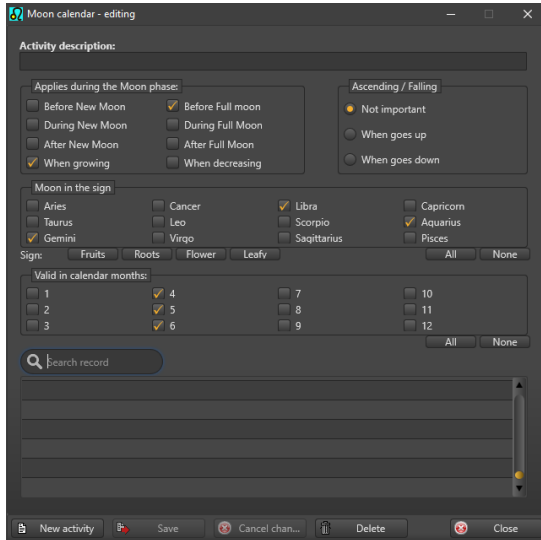 Moon calendar - editing
Activity description:
Applies during the Moon phase:
Before New Moon
Before Full moon
During New Moon
During Full Moon
After New Moon
After Full Moon
When growing
When decreasing
Ascending / Falling
Not important
When goes up
When goes down
Moon in the sign
Aries Cancer Libra Capricorn
Taurus Leo Scorpio Aquarius
Gemini Virgo Sagittarius Pisces
Sign: Fruits Roots Flower Leafy All None
Valid in calendar months:
1 4 7 10
2 5 8 11
3 6 9 12
All None
Search record
New activity Save Cancel chan... Delete Close